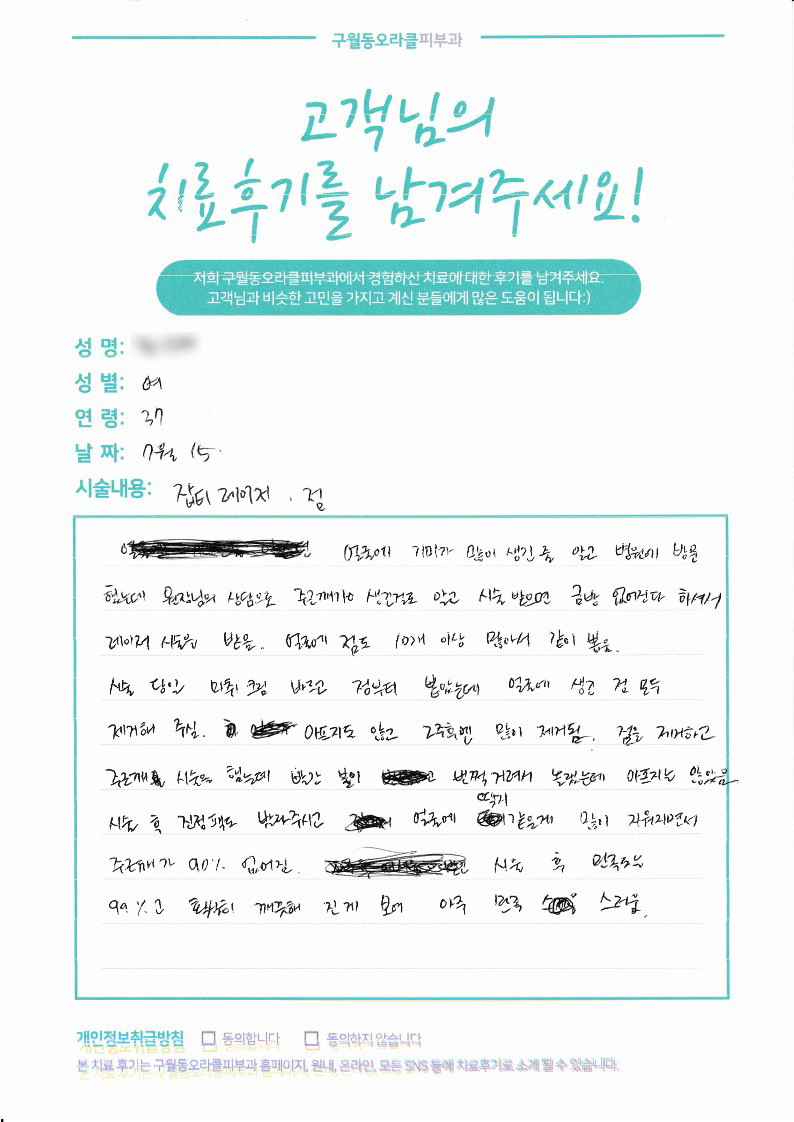 구월동오라클피부과
고객님의
치료후기를 남겨주세요!
저희 구월동오라클피부과에서 경험하신 치료에 대한 후기를 남겨주세요.
고객님과 비슷한 고민을 가지고 계신 분들에게 많은 도움이 됩니다:)
성 명:
성 별: 여
연 령: 37
날 짜: 7월 15.
시술내용: 잡티 레이저 . 점
얼굴에 기미가 많이 생긴 줄 알고 병원에 방문
했는데 원장님의 상담으로 주근깨가 생긴걸로 알고 시술 받으면 금방 없어진다 하셔서
레이저 시술을 받음. 얼굴에 점도 10개 이상 많아서 같이 뽑음.
시술 당일 마취 크림 바르고 점부터 뽑았는데 얼굴에 생긴 점 모두
제거해 주심. 아프지도 않고 2주후엔 많이 제거됨. 점을 제거하고
주근깨 시술을 했는데 빨간 불이 번쩍 거려서 놀랬는데 아프지는 않았음
시술 후 진정팩도 받아주시고 얼굴에 딱지 같은게 많이 지워지면서
주근깨가 90% 없어짐. 시술 후 만족도는
99%고 피부터 깨끗해 진게 보여 아주 만족 스러움.
개인정보취급방침 □ 동의합니다 □ 동의하지 않습니다
본 치료 후기는 구월동오라클피부과 홈페이지, 원내, 온라인, 모든 SNS 등에 치료후기로 소개 될 수 있습니다.